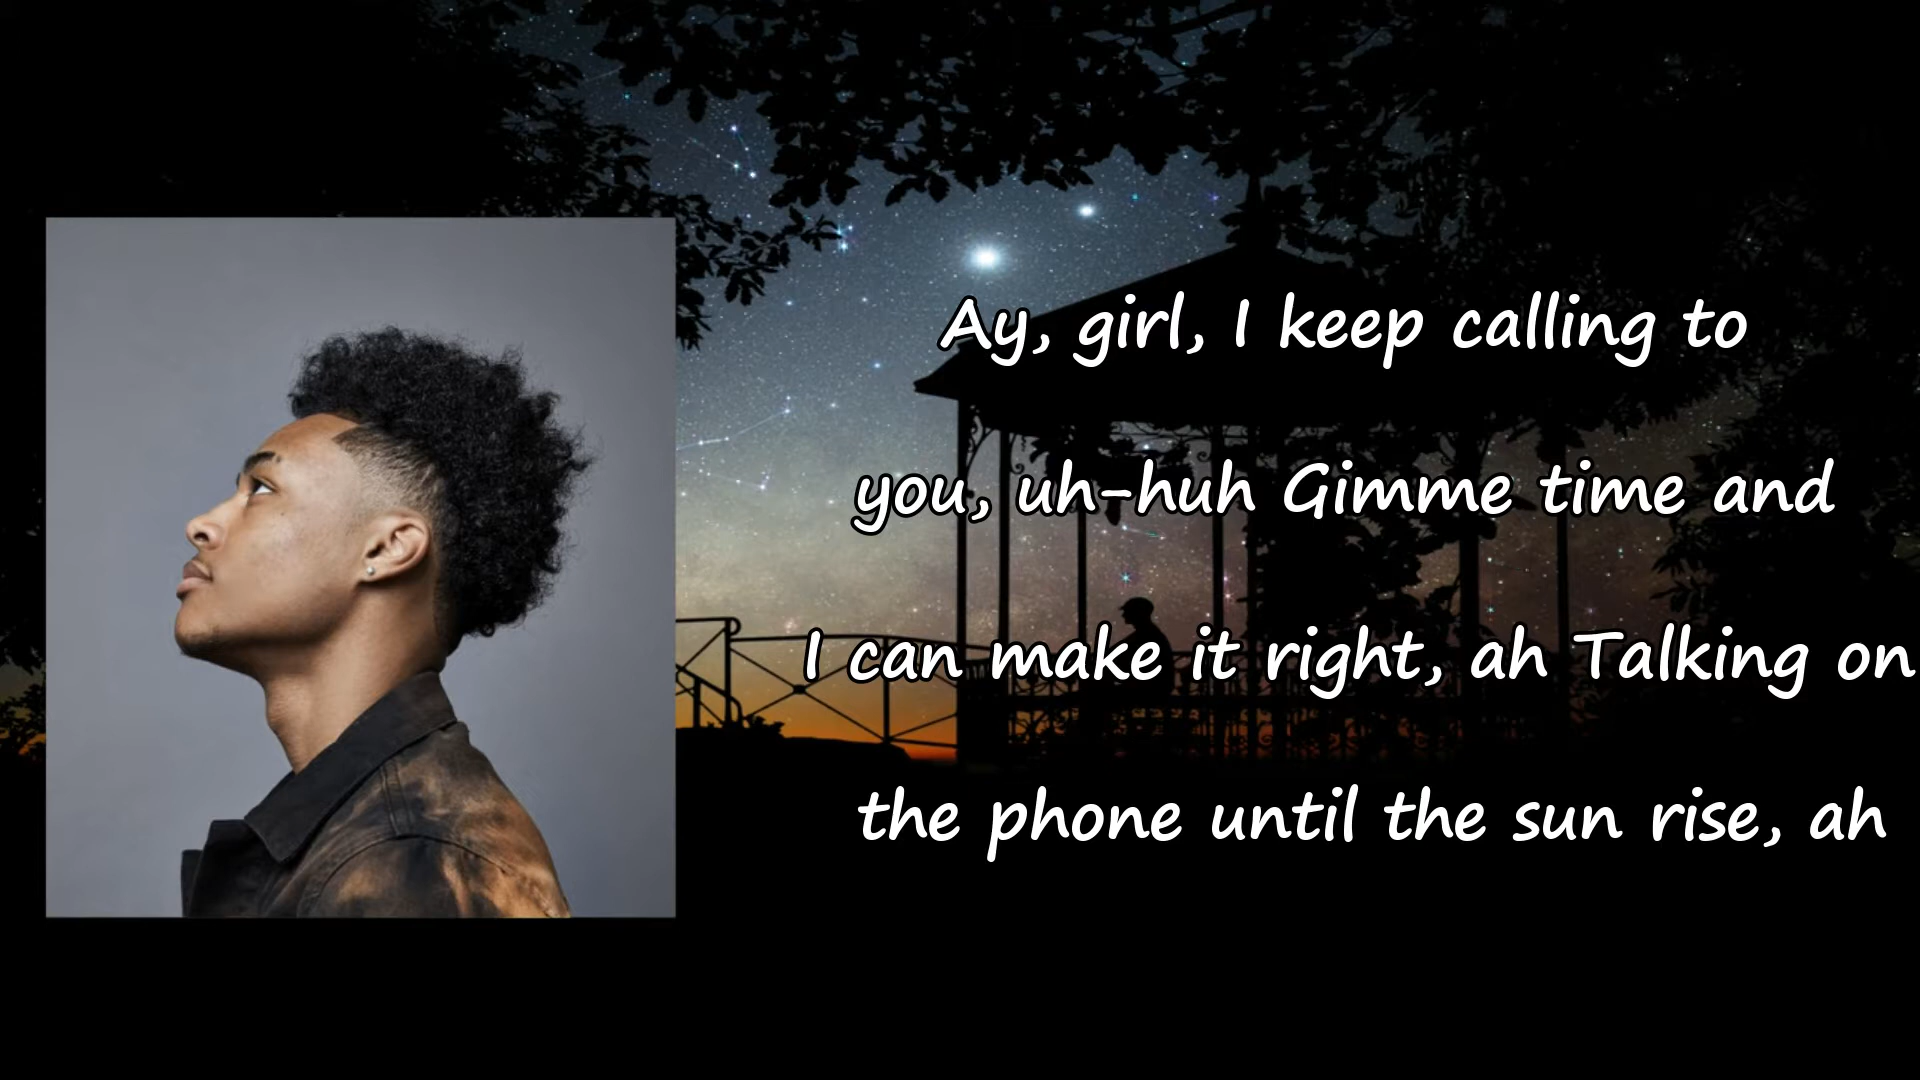 Ay, girl, I keep calling to
you, uh-huh Gimme time and
I can make it right, ah Talking on
the phone until the sun rise, ah